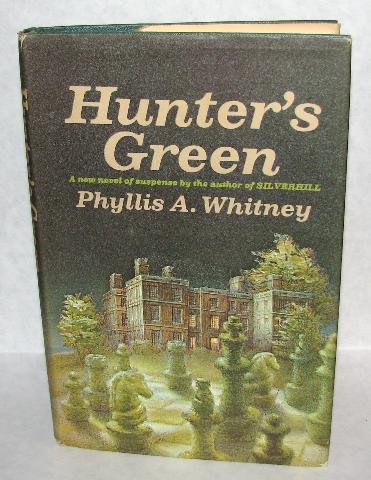 Hunter's
Green
A new novel of suspense by the author of SILVERHILL
Phyllis A. Whitney